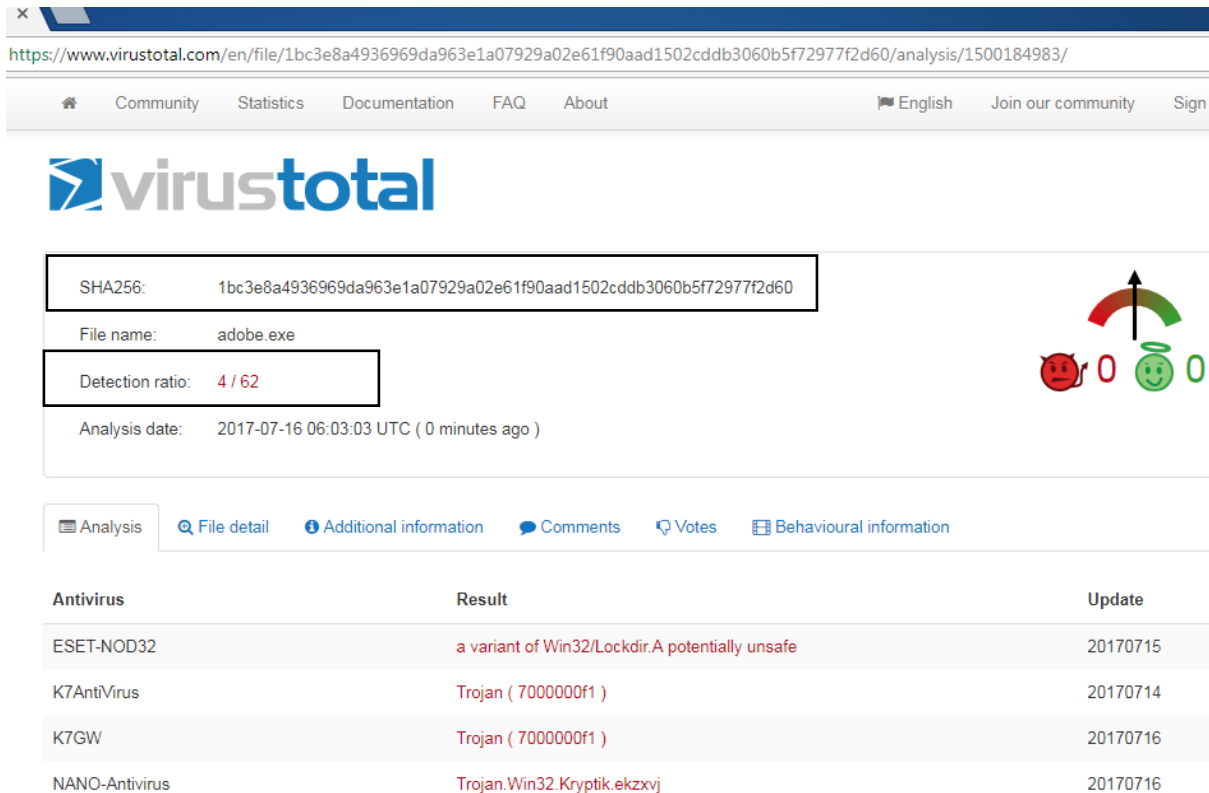 https://www.virustotal.com/en/file/1bc3e8a4936969da963e1a07929a02e61f90aad1502cddb3060b5f72977f2d60/analysis/1500184983/
Community Statistics Documentation FAQ About English Join our community Sign
virustotal
SHA256: 1bc3e8a4936969da963e1a07929a02e61f90aad1502cddb3060b5f72977f2d60
File name: adobe.exe
Detection ratio: 4 / 62
0 0
Analysis date: 2017-07-16 06:03:03 UTC ( 0 minutes ago )
Analysis File detail Additional information Comments Votes Behavioural information
Antivirus Result Update
ESET-NOD32 a variant of Win32/Lockdir.A potentially unsafe 20170715
K7AntiVirus Trojan ( 7000000f1 ) 20170714
K7GW Trojan ( 7000000f1 ) 20170716
NANO-Antivirus Trojan.Win32.Kryptik.ekzxvj 20170716